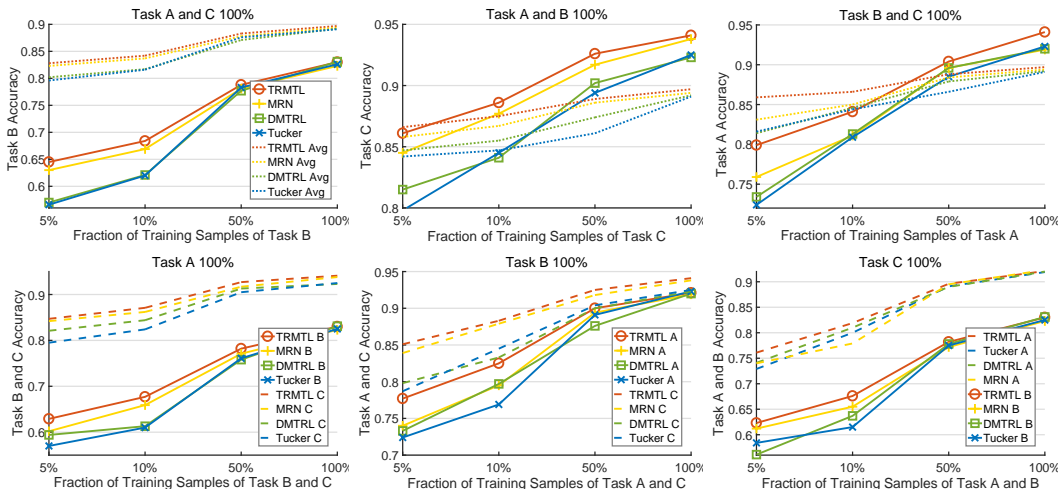 Task A and C 100%
Task B Accuracy
0.9
0.85
0.8
0.75
0.7
0.65
0.6
TRMTL
MRN
DMTRL
Tucker
TRMTL Avg
MRN Avg
DMTRL Avg
Tucker Avg
5%
10%
50%
100%
Fraction of Training Samples of Task B
Task A and B 100%
Task C Accuracy
0.95
0.9
0.85
0.8
5%
10%
50%
100%
Fraction of Training Samples of Task C
Task B and C 100%
Task A Accuracy
0.95
0.9
0.85
0.8
0.75
5%
10%
50%
100%
Fraction of Training Samples of Task A
Task A 100%
Task B and C Accuracy
0.9
0.8
0.7
0.6
TRMTL B
MRN B
DMTRL B
Tucker B
TRMTL C
MRN C
DMTRL C
Tucker C
5%
10%
50%
100%
Fraction of Training Samples of Task B and C
Task B 100%
Task A and C Accuracy
0.95
0.9
0.85
0.8
0.75
0.7
TRMTL A
MRN A
DMTRL A
Tucker A
TRMTL C
MRN C
DMTRL C
Tucker C
5%
10%
50%
100%
Fraction of Training Samples of Task A and C
Task C 100%
Task A and B Accuracy
0.9
0.85
0.8
0.75
0.7
0.65
0.6
TRMTL A
Tucker A
DMTRL A
MRN A
TRMTL B
MRN B
DMTRL B
Tucker B
5%
10%
50%
100%
Fraction of Training Samples of Task A and B